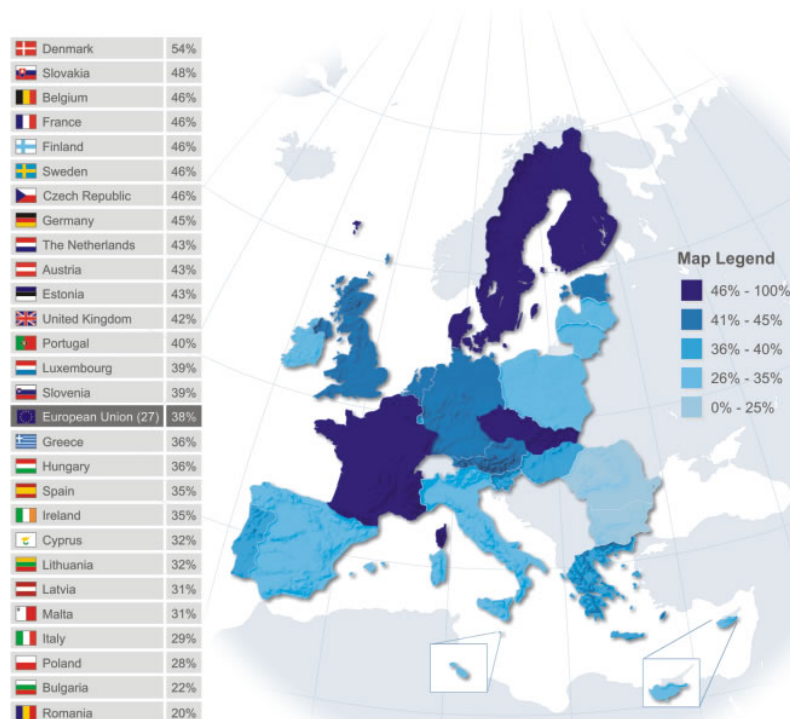 Denmark 54%
Slovakia 48%
Belgium 46%
France 46%
Finland 46%
Sweden 46%
Czech Republic 46%
Germany 45%
The Netherlands 43%
Austria 43%
Estonia 43%
United Kingdom 42%
Portugal 40%
Luxembourg 39%
Slovenia 39%
European Union (27) 38%
Greece 36%
Hungary 36%
Spain 35%
Ireland 35%
Cyprus 32%
Lithuania 32%
Latvia 31%
Malta 31%
Italy 29%
Poland 28%
Bulgaria 22%
Romania 20%
Map Legend
46% - 100%
41% - 45%
36% - 40%
26% - 35%
0% - 25%